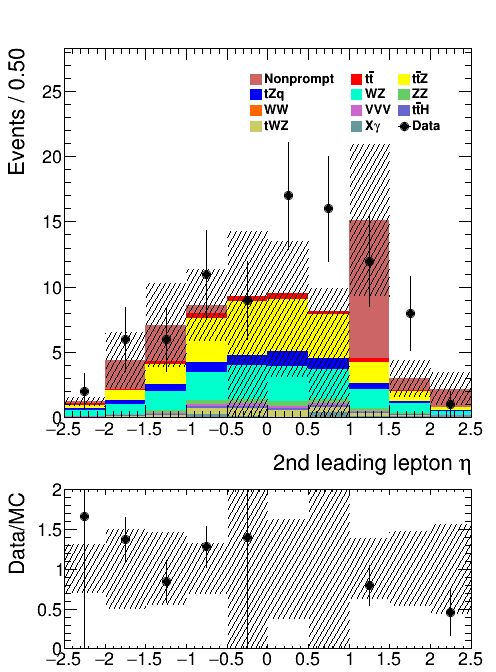 Events / 0.50
30
25
20
15
10
5
0
Nonprompt tt̄ tt̄Z
tZq WZ ZZ
WW VVV tt̄H
tWZ Xγ Data
−2.5 −2 −1.5 −1 −0.5 0 0.5 1 1.5 2 2.5
2nd leading lepton η
Data/MC
2
1.5
1
0.5
0
−2.5 −2 −1.5 −1 −0.5 0 0.5 1 1.5 2 2.5